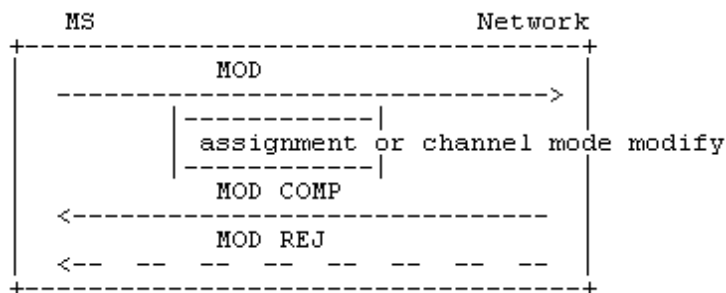 MS Network
MOD
assignment or channel mode modify
MOD COMP
MOD REJ